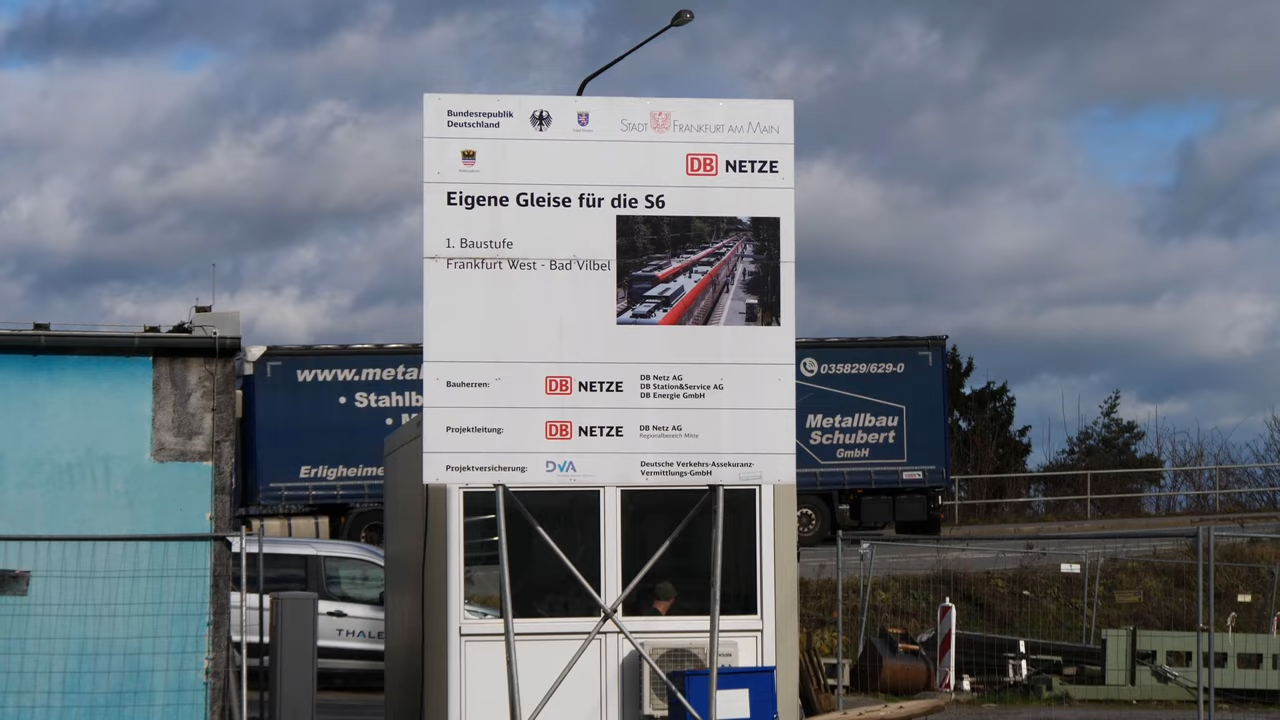 Bundesrepublik
Deutschland
STADT FRANKFURT AM MAIN
DB NETZE
Eigene Gleise für die S6
1. Baustufe
Frankfurt West - Bad Vilbel
Bauherren:
DB NETZE
DB Netz AG
DB Station&Service AG
DB Energie GmbH
Projektleitung:
DB NETZE
DB Netz AG
Regionalbereich Mitte
Projektversicherung:
DVA
Deutsche Verkehrs-Assekuranz-
Vermittlungs-GmbH
www.metal
• Stahlb
Erligheime
035829/629-0
Metallbau
Schubert
GmbH
THALE